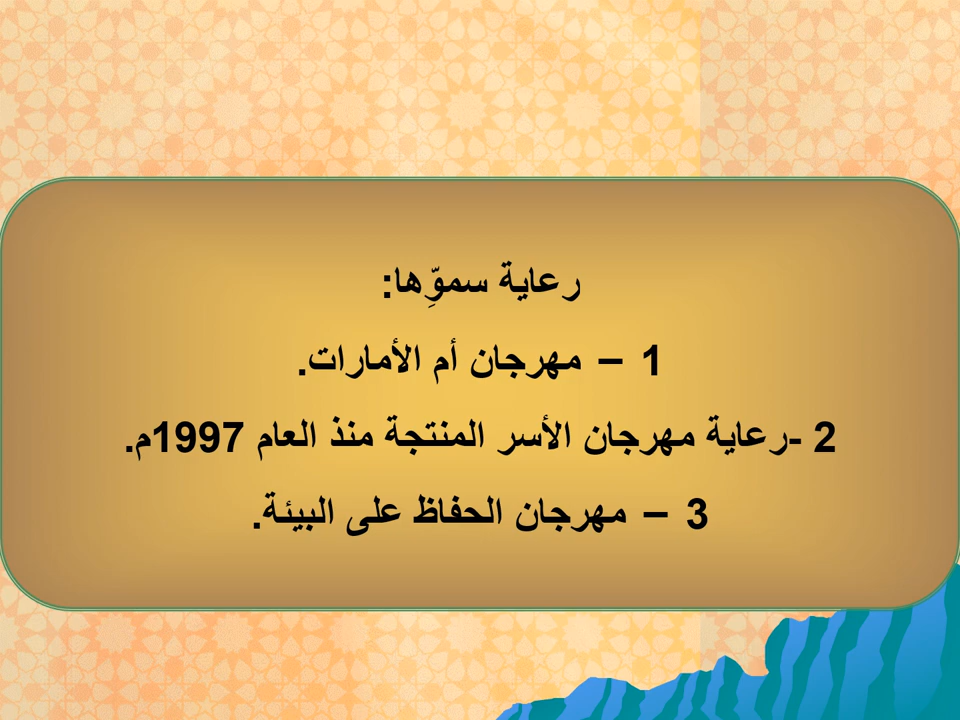 رعاية سموِّها:
1 – مهرجان أم الأمارات.
2 -رعاية مهرجان الأسر المنتجة منذ العام 1997م.
3 – مهرجان الحفاظ على البيئة.